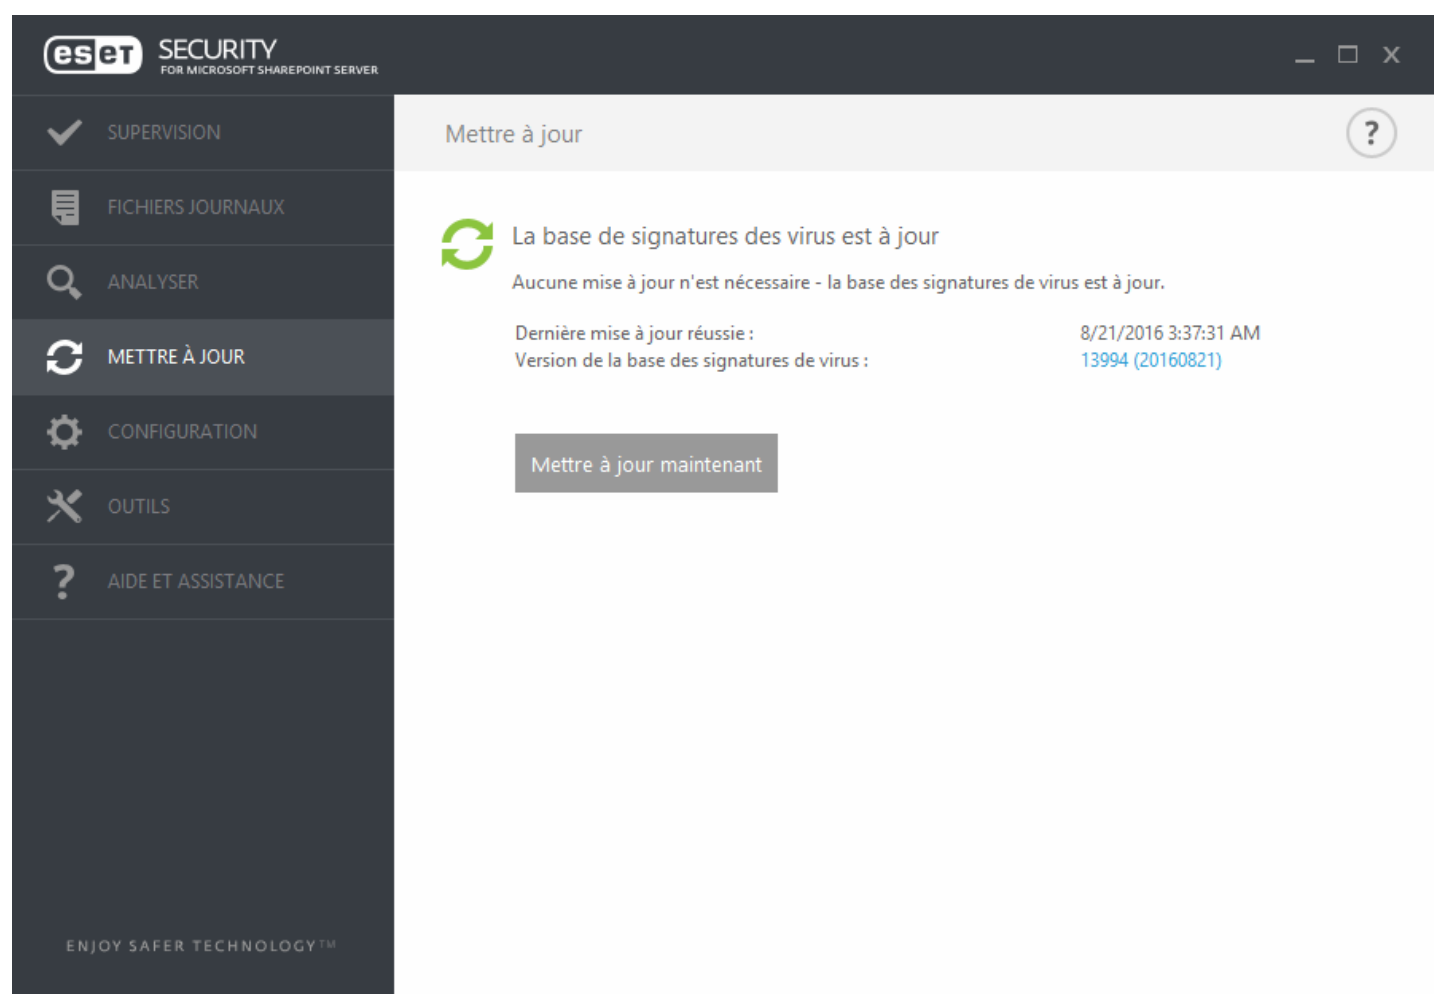 eset SECURITY
FOR MICROSOFT SHAREPOINT SERVER
SUPERVISION
FICHIERS JOURNAUX
ANALYSER
METTRE À JOUR
CONFIGURATION
OUTILS
AIDE ET ASSISTANCE
ENJOY SAFER TECHNOLOGY™
Mettre à jour
?
La base de signatures des virus est à jour
Aucune mise à jour n'est nécessaire - la base des signatures de virus est à jour.
Dernière mise à jour réussie : 8/21/2016 3:37:31 AM
Version de la base des signatures de virus : 13994 (20160821)
Mettre à jour maintenant